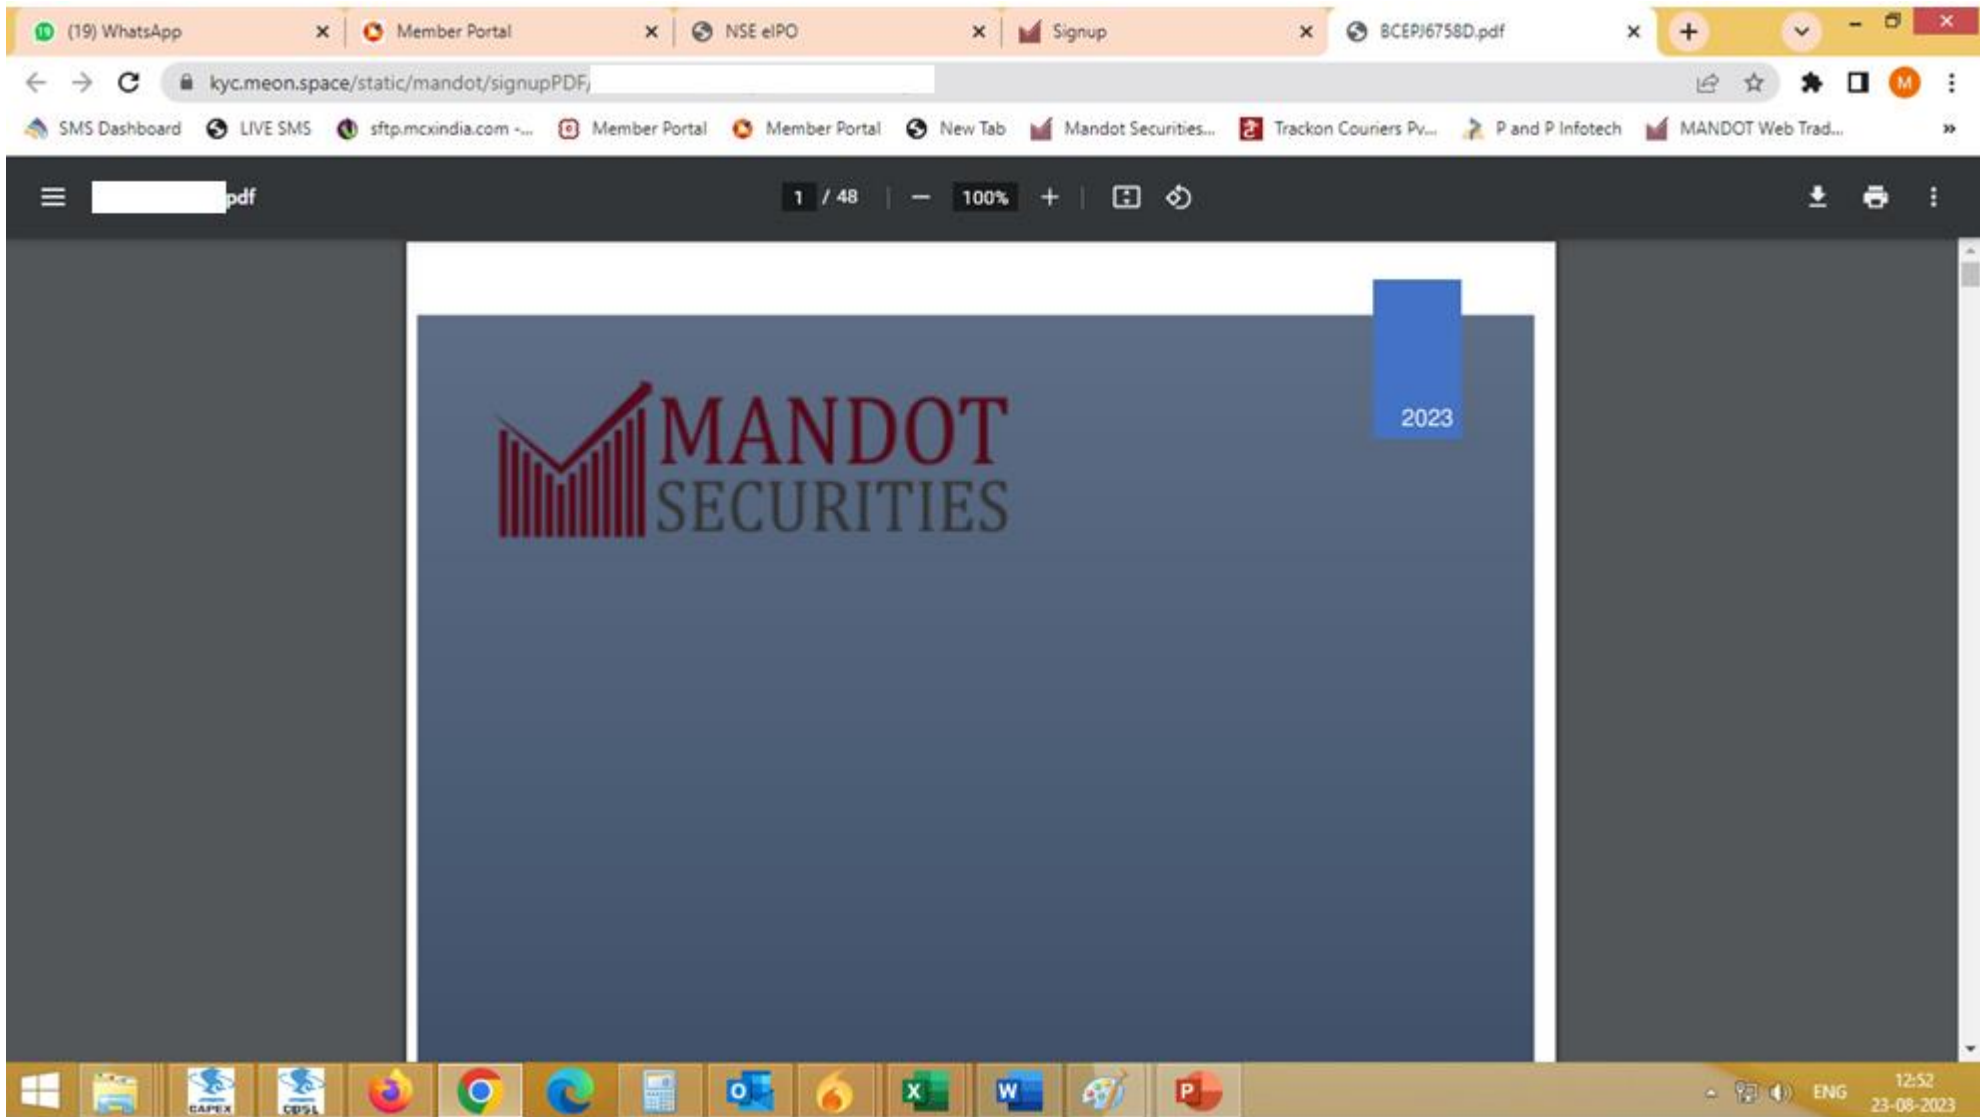 (19) WhatsApp
Member Portal
NSE eIPO
Signup
BCEPJ6758D.pdf
kyc.meon.space/static/mandot/signupPDF/
SMS Dashboard
LIVE SMS
sftp.mcxindia.com -...
Member Portal
Member Portal
New Tab
Mandot Securities...
Trackon Couriers Pv...
P and P Infotech
MANDOT Web Trad...
»
pdf
1 / 48
100%
2023
MANDOT
SECURITIES
CAPEX
CDSL
ENG
12:52
23-08-2023